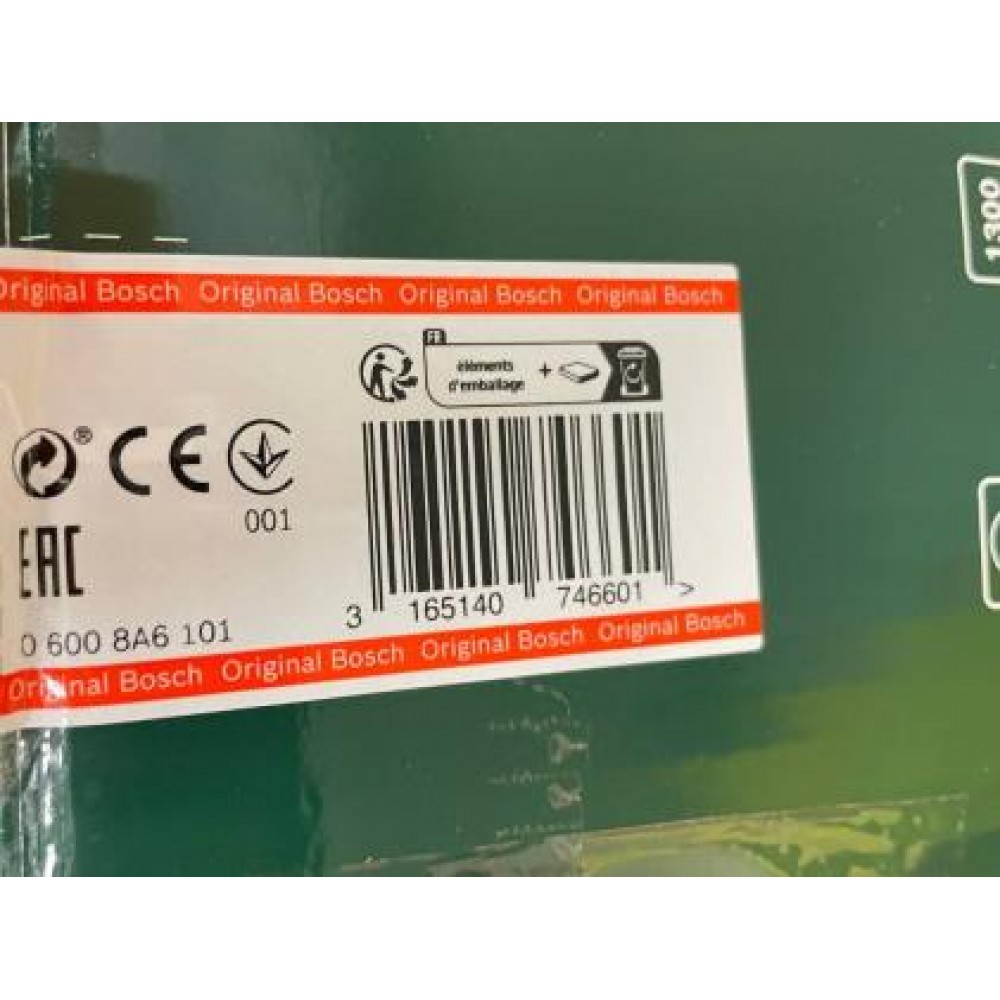 Original Bosch Original Bosch Original Bosch Original Bosch
1300
FR
éléments
d'emballage +
® CE
001
EAC
3 165140 746601 >
0 600 8A6 101
Original Bosch Original Bosch Original Bosch Original Bosch